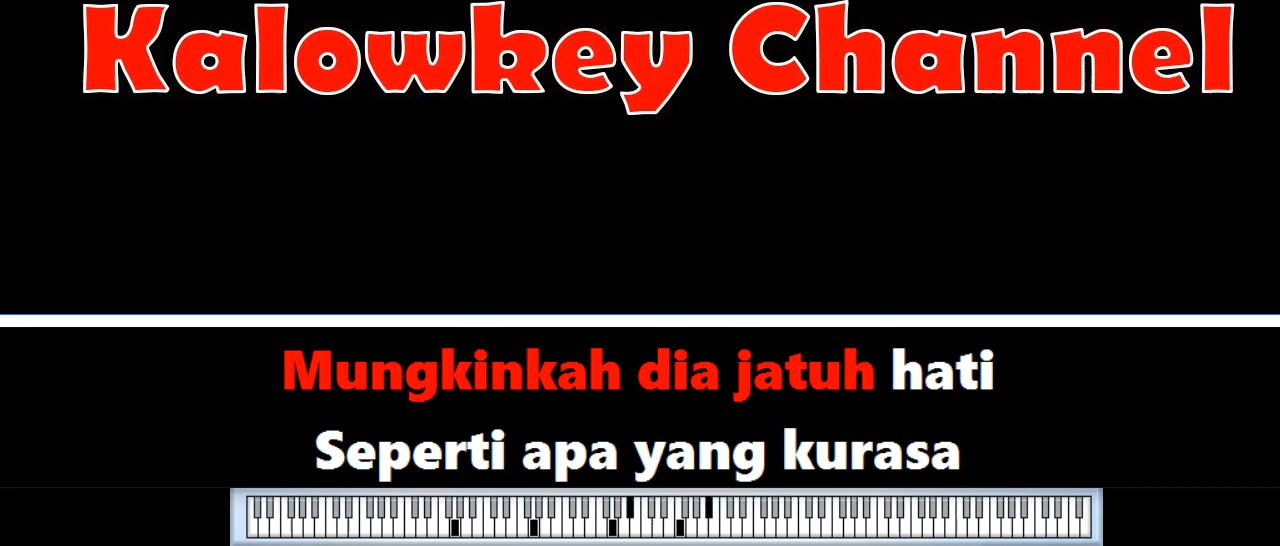 Kalowkey Channel
Mungkinkah dia jatuh hati
Seperti apa yang kurasa